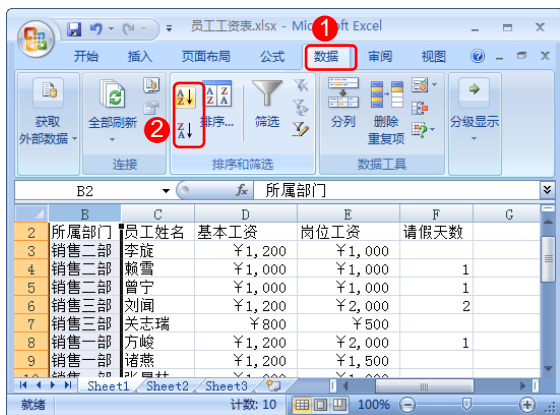 员工工资表.xlsx - Microsoft Excel
1
开始 插入 页面布局 公式 数据 审阅 视图
获取外部数据
全部刷新
2
排序...
筛选
分列
删除重复项
分级显示
连接 排序和筛选 数据工具
B2 fx 所属部门
B C D E F G
2 所属部门 员工姓名 基本工资 岗位工资 请假天数
3 销售二部 李旋 ¥1,200 ¥1,000
4 销售二部 赖雪 ¥1,000 ¥1,000 1
5 销售二部 曾宁 ¥1,000 ¥1,000 1
6 销售三部 刘闻 ¥1,200 ¥2,000 2
7 销售三部 关志瑞 ¥800 ¥500
8 销售一部 方峻 ¥1,200 ¥2,000 1
9 销售一部 诸燕 ¥1,200 ¥1,500
Sheet1 Sheet2 Sheet3
就绪 计数: 10 100%